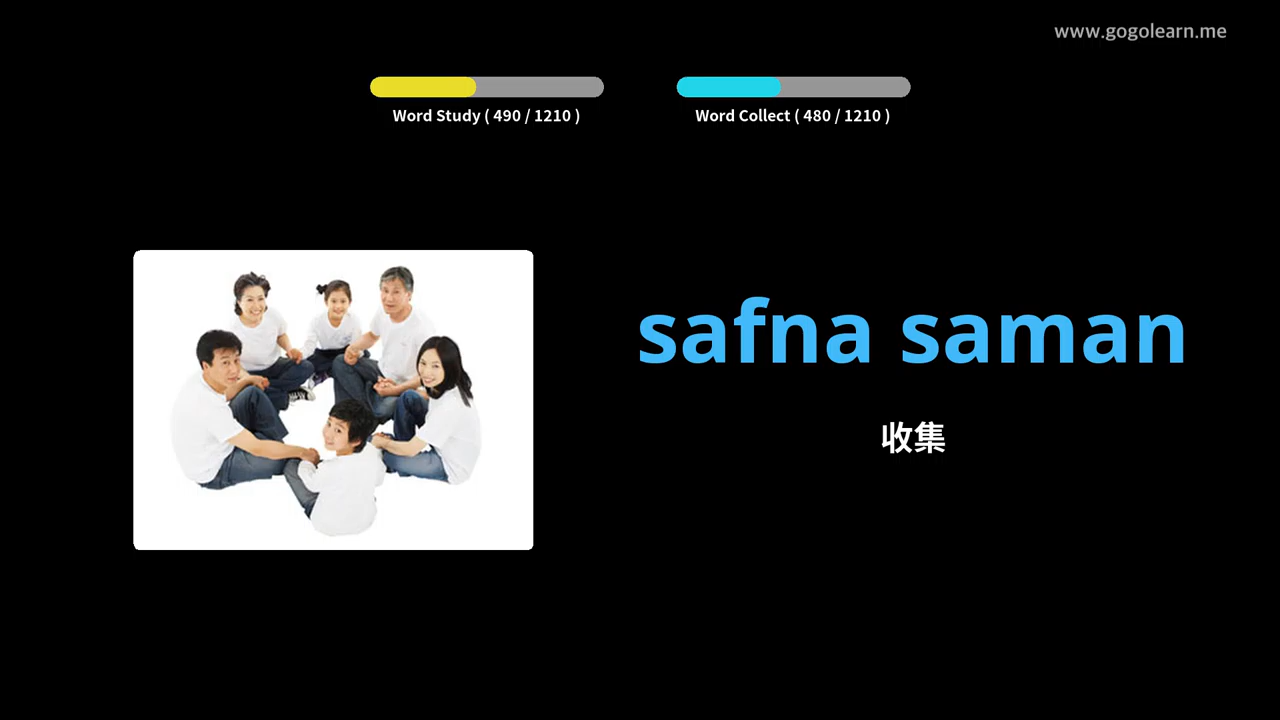 www.gogolearn.me
Word Study ( 490 / 1210 )
Word Collect ( 480 / 1210 )
safna saman
收集